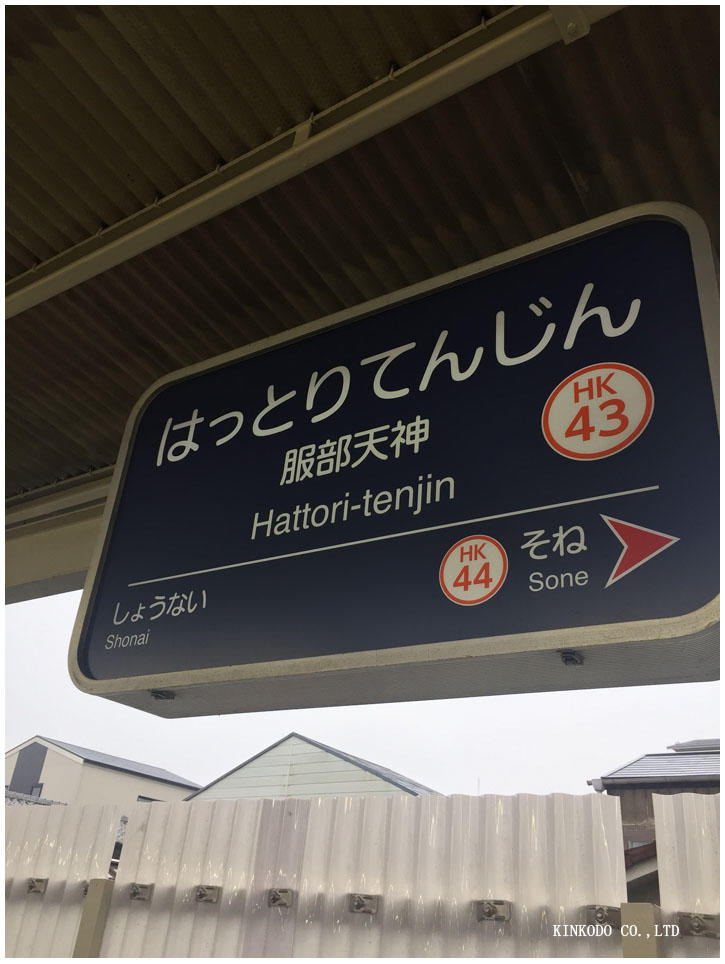 はっとりてんじん
HK
43
服部天神
Hattori-tenjin
HK
44
そね
Sone
しょうない
Shonai
KINKODO CO.,LTD